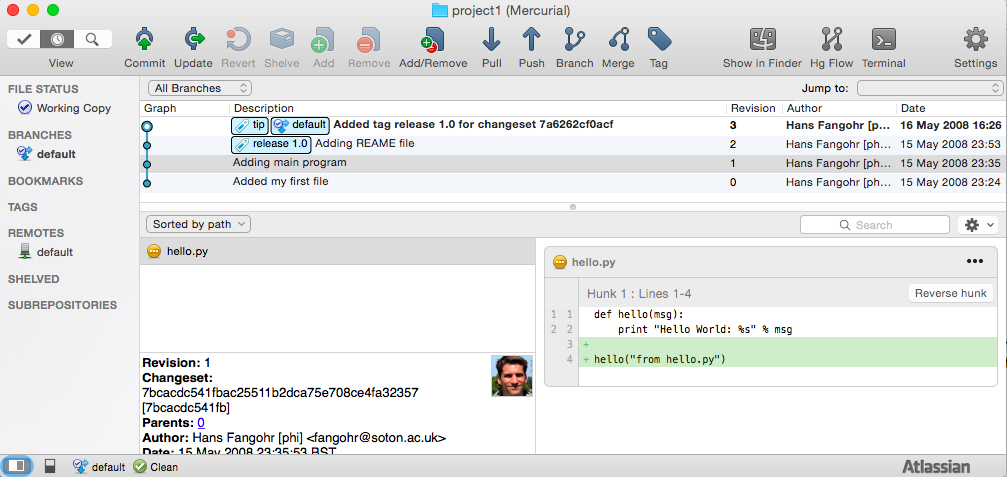 project1 (Mercurial)
View Commit Update Revert Shelve Add Remove Add/Remove Pull Push Branch Merge Tag Show in Finder Hg Flow Terminal Settings
FILE STATUS
Working Copy
BRANCHES
default
BOOKMARKS
TAGS
REMOTES
default
SHELVED
SUBREPOSITORIES
All Branches Jump to:
Graph Description Revision Author Date
tip default Added tag release 1.0 for changeset 7a6262cf0acf 3 Hans Fangohr [p... 16 May 2008 16:26
release 1.0 Adding REAME file 2 Hans Fangohr [ph... 15 May 2008 23:53
Adding main program 1 Hans Fangohr [ph... 15 May 2008 23:35
Added my first file 0 Hans Fangohr [ph... 15 May 2008 23:24
Sorted by path Search
hello.py
Revision: 1
Changeset:
7bcacdc541fbac25511b2dca75e708ce4fa32357
[7bcacdc541fb]
Parents: 0
Author: Hans Fangohr [phi] <fangohr@soton.ac.uk>
Date: 15 May 2008 23:35:53 BST
hello.py •••
Hunk 1 : Lines 1-4 Reverse hunk
1 1 def hello(msg):
2 2 print "Hello World: %s" % msg
3 +
4 + hello("from hello.py")
default Clean Atlassian